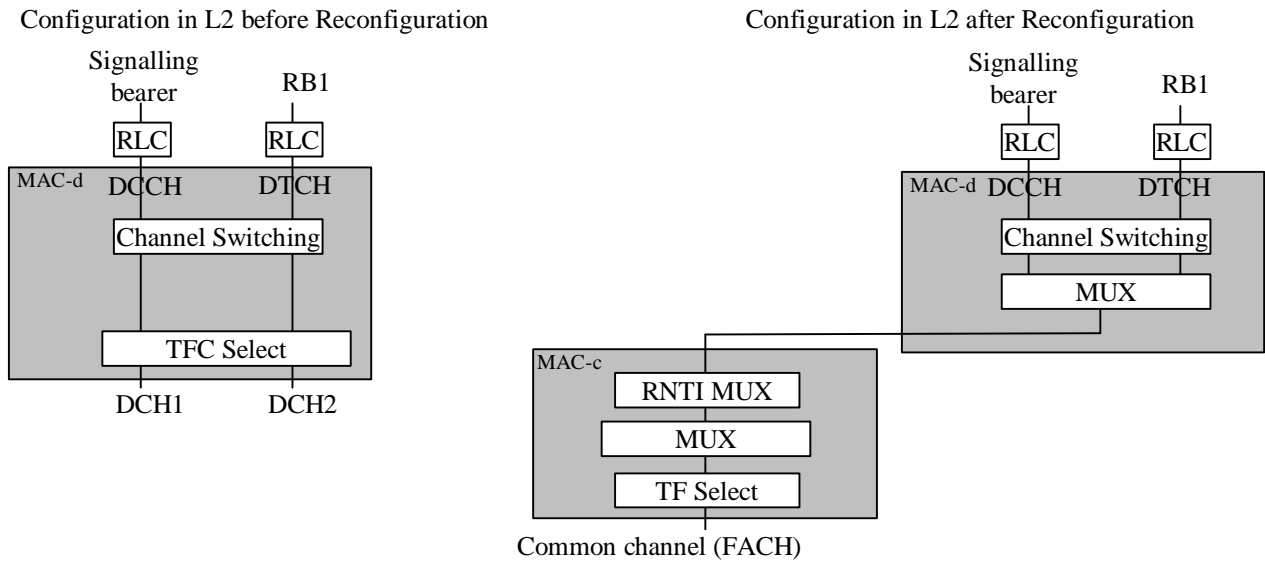 Configuration in L2 before Reconfiguration
Signalling
bearer
RB1
RLC
RLC
MAC-d
DCCH
DTCH
Channel Switching
TFC Select
DCH1
DCH2
Configuration in L2 after Reconfiguration
Signalling
bearer
RB1
RLC
RLC
MAC-d
DCCH
DTCH
Channel Switching
MUX
MAC-c
RNTI MUX
MUX
TF Select
Common channel (FACH)